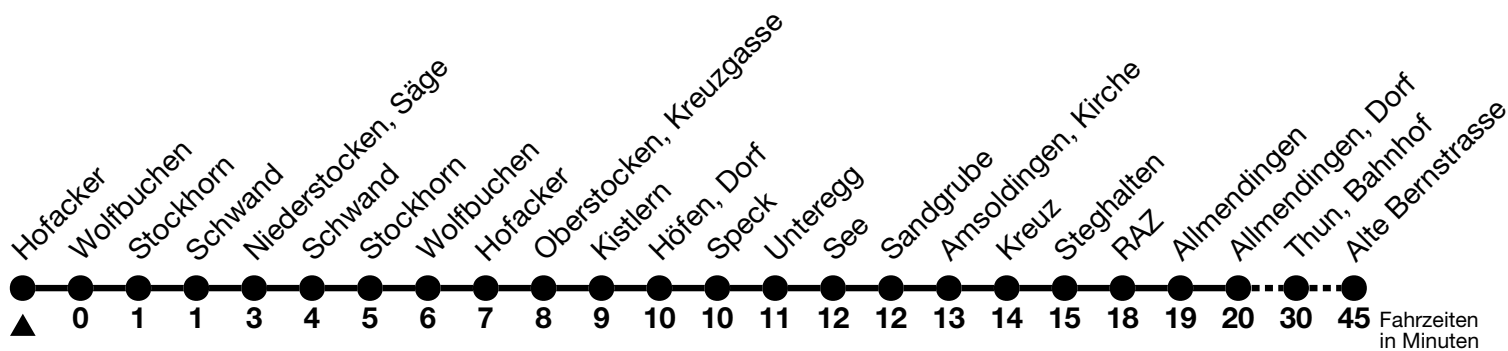 Hofacker
Wolfbuchen
Stockhorn
Schwand
Niederstocken, Säge
Schwand
Stockhorn
Wolfbuchen
Hofacker
Oberstocken, Kreuzgasse
Kistlern
Höfen, Dorf
Speck
Unteregg
See
Sandgrube
Amsoldingen, Kirche
Kreuz
Steghalten
RAZ
Allmendingen
Allmendingen, Dorf
Thun, Bahnhof
Alte Bernstrasse
0 1 1 3 4 5 6 7 8 9 10 10 11 12 12 13 14 15 18 19 20 30 45 Fahrzeiten
in Minuten